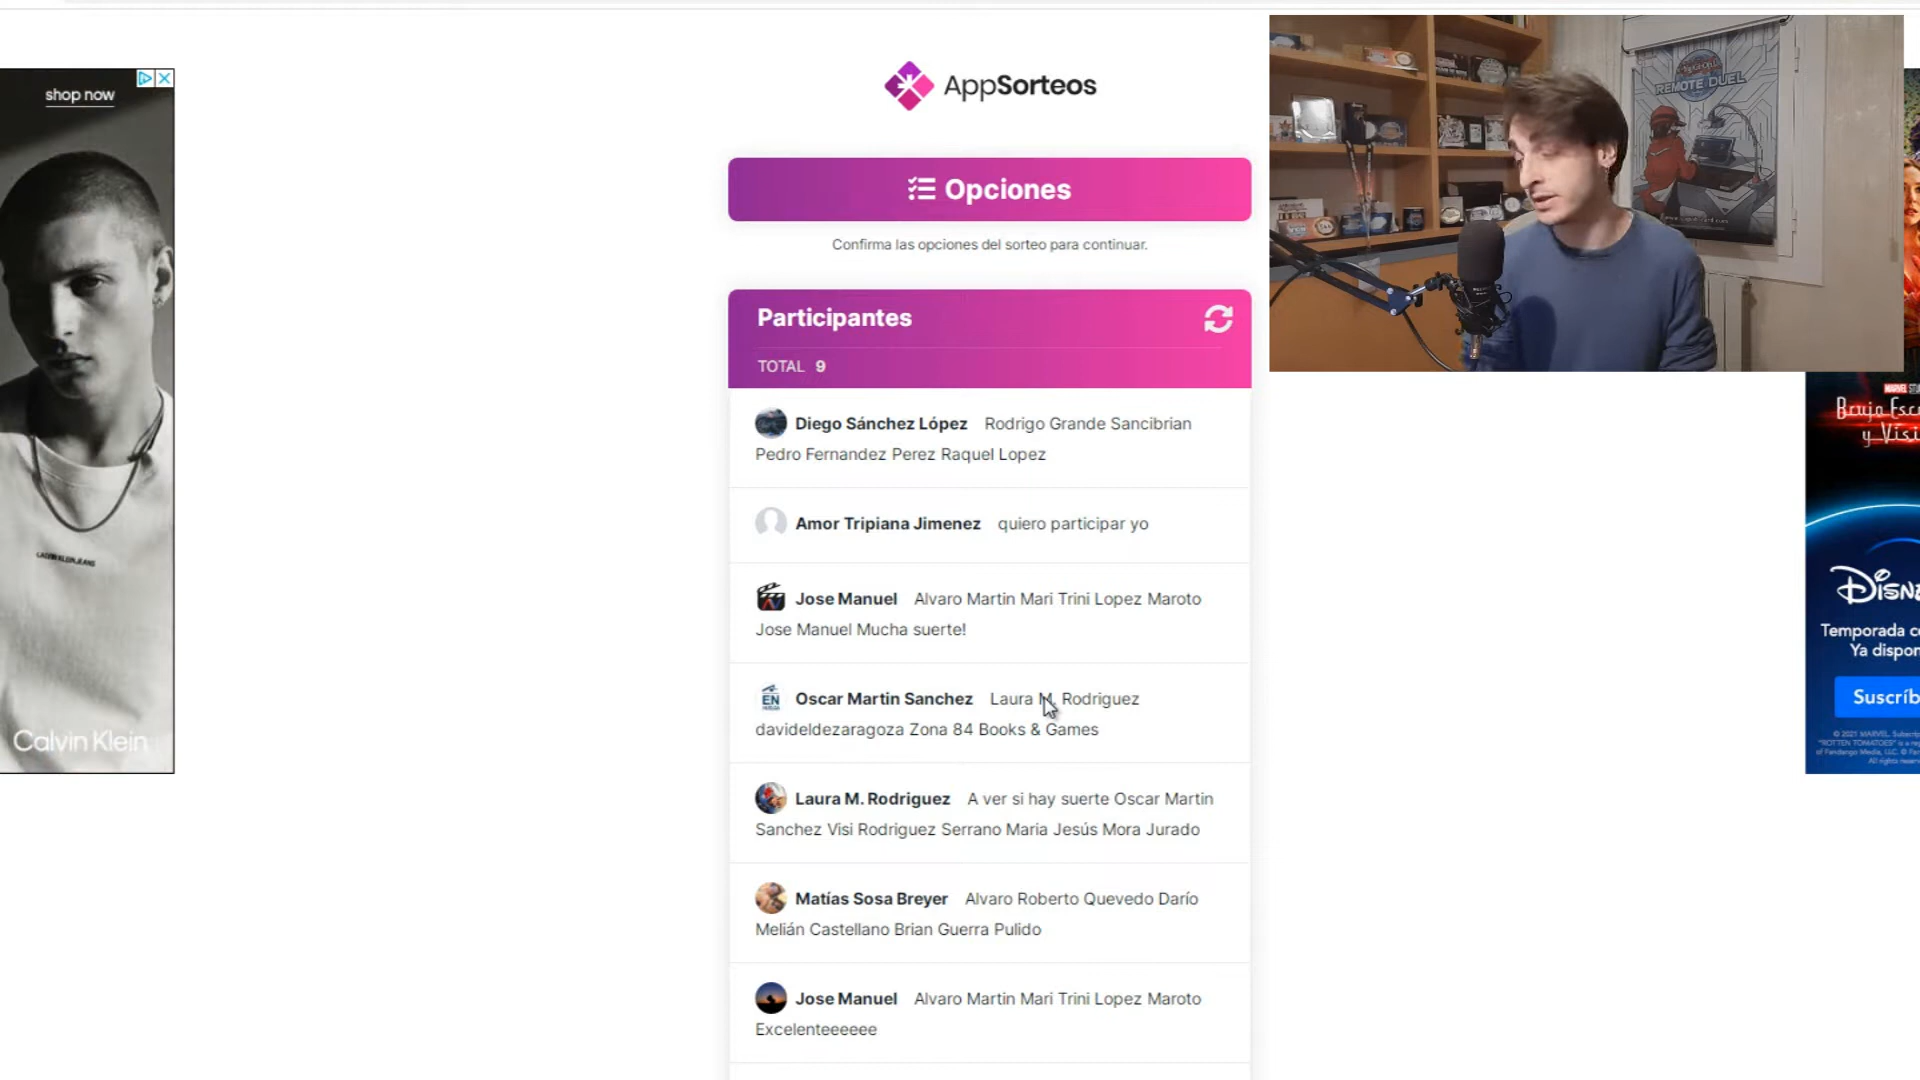 shop now
Calvin Klein
AppSorteos
Opciones
Confirma las opciones del sorteo para continuar.
Participantes
TOTAL 9
Diego Sánchez López Rodrigo Grande Sancibrian
Pedro Fernandez Perez Raquel Lopez
Amor Tripiana Jimenez quiero participar yo
Jose Manuel Alvaro Martin Mari Trini Lopez Maroto
Jose Manuel Mucha suerte!
EN
Oscar Martin Sanchez Laura M. Rodriguez
davideldezaragoza Zona 84 Books & Games
Laura M. Rodriguez A ver si hay suerte Oscar Martin
Sanchez Visi Rodriguez Serrano Maria Jesús Mora Jurado
Matías Sosa Breyer Alvaro Roberto Quevedo Darío
Melián Castellano Brian Guerra Pulido
Jose Manuel Alvaro Martin Mari Trini Lopez Maroto
Excelenteeeeee
REMOTE DUEL
MARVEL
Bruja
y
Temporada
Ya